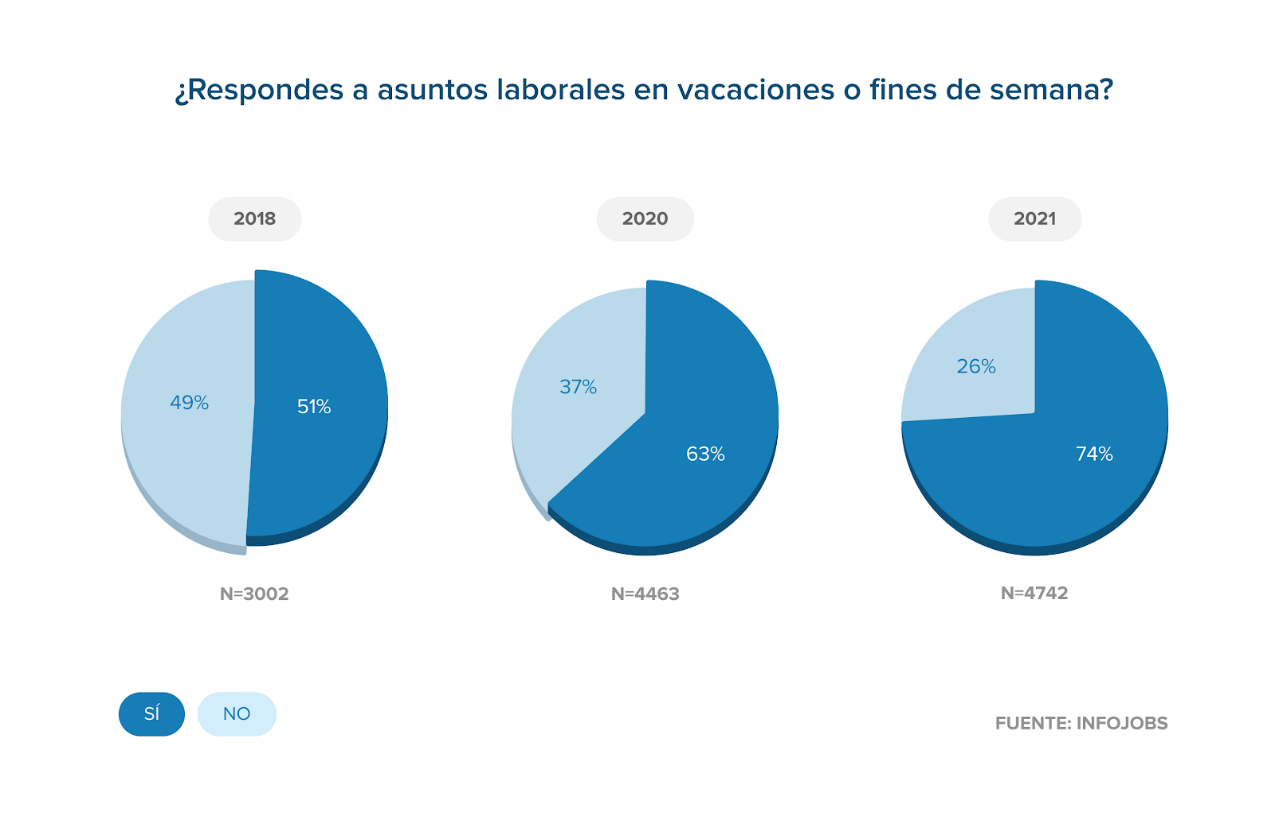 ¿Respondes a asuntos laborales en vacaciones o fines de semana?
2018
2020
2021
49%
51%
37%
63%
26%
74%
N=3002
N=4463
N=4742
SÍ
NO
FUENTE: INFOJOBS